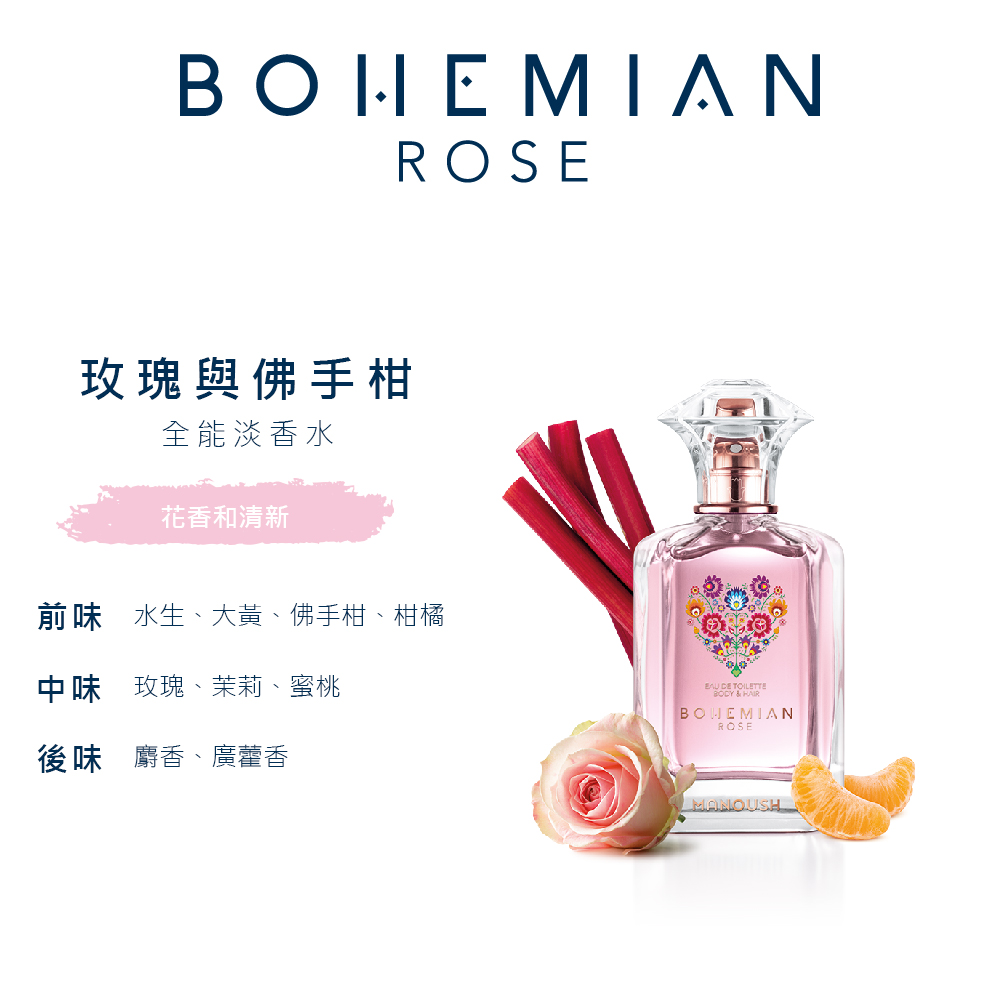 BOHEMIAN
ROSE
玫瑰與佛手柑
全能淡香水
花香和清新
前味 水生、大黃、佛手柑、柑橘
中味 玫瑰、茉莉、蜜桃
後味 麝香、廣藿香
EAU DE TOILETTE
BODY & HAIR
BOHEMIAN
ROSE
MANOUSH